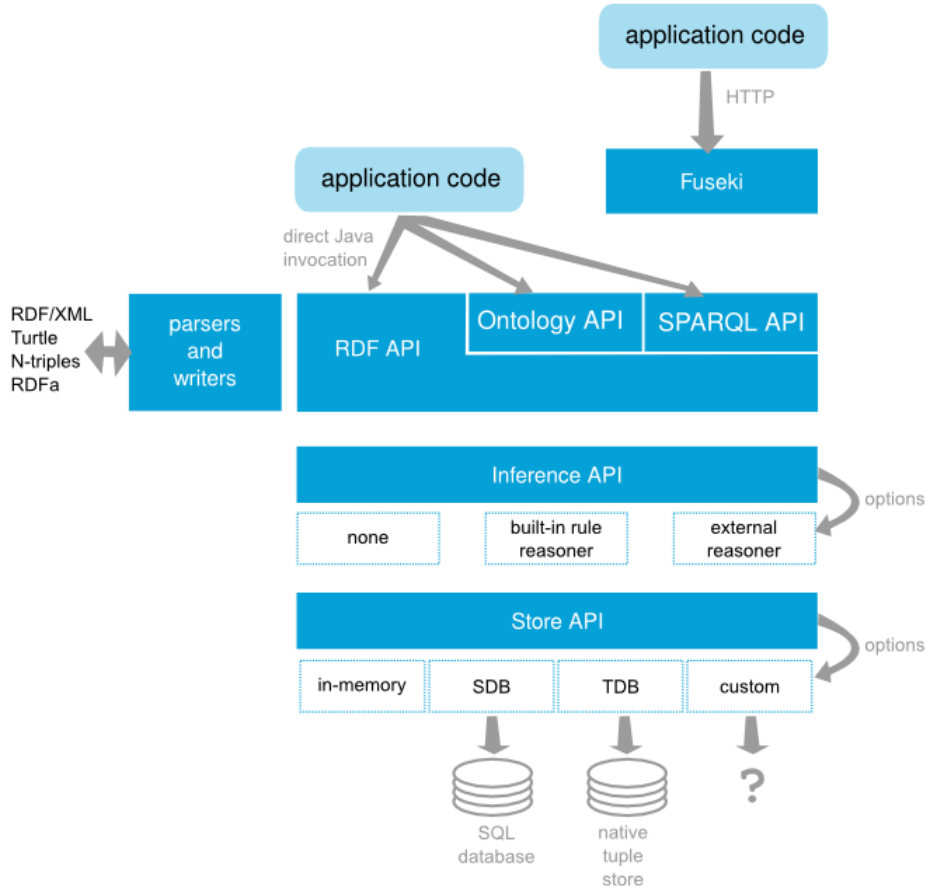 application code
HTTP
Fuseki
application code
direct Java
invocation
RDF/XML
Turtle
N-triples
RDFa
parsers
and
writers
RDF API
Ontology API
SPARQL API
Inference API
options
none
built-in rule
reasoner
external
reasoner
Store API
options
in-memory
SDB
TDB
custom
?
SQL
database
native
tuple
store